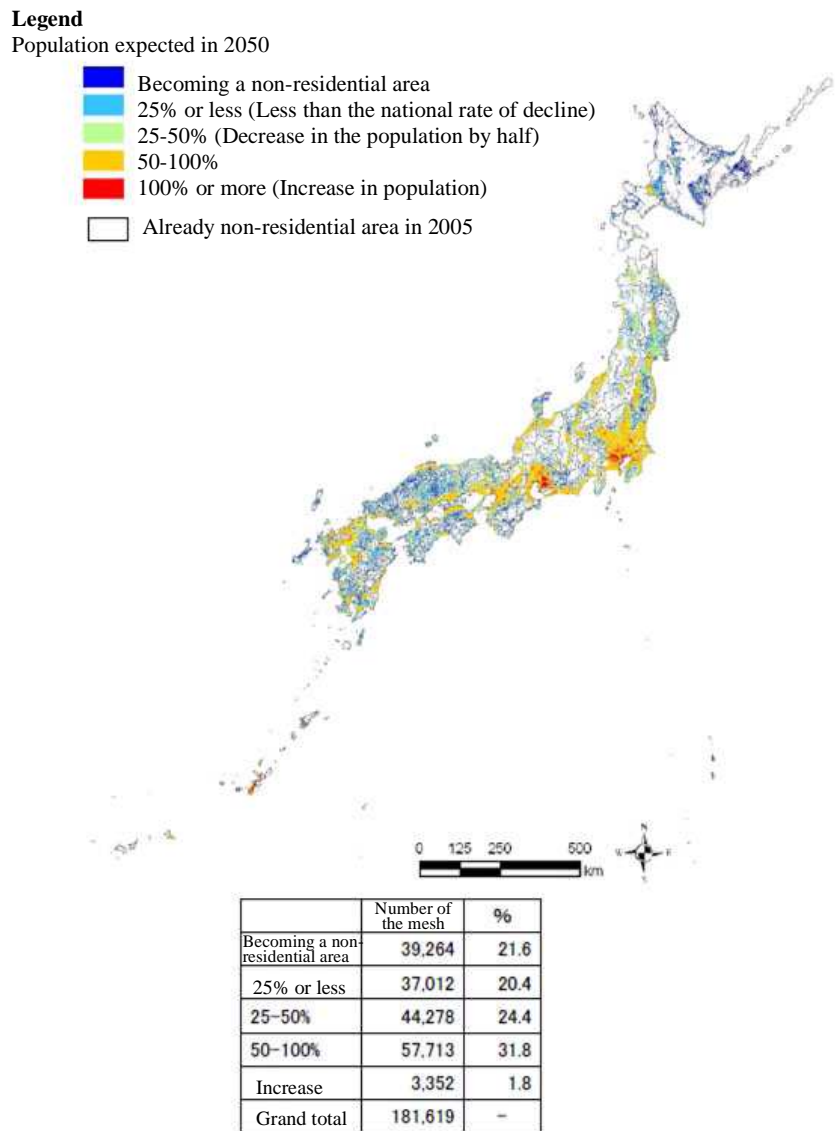 Legend
Population expected in 2050
Becoming a non-residential area
25% or less (Less than the national rate of decline)
25-50% (Decrease in the population by half)
50-100%
100% or more (Increase in population)
Already non-residential area in 2005
N
W E
S
0 125 250 500
km
Number of the mesh %
Becoming a non-residential area 39,264 21.6
25% or less 37,012 20.4
25-50% 44,278 24.4
50-100% 57,713 31.8
Increase 3,352 1.8
Grand total 181,619 -